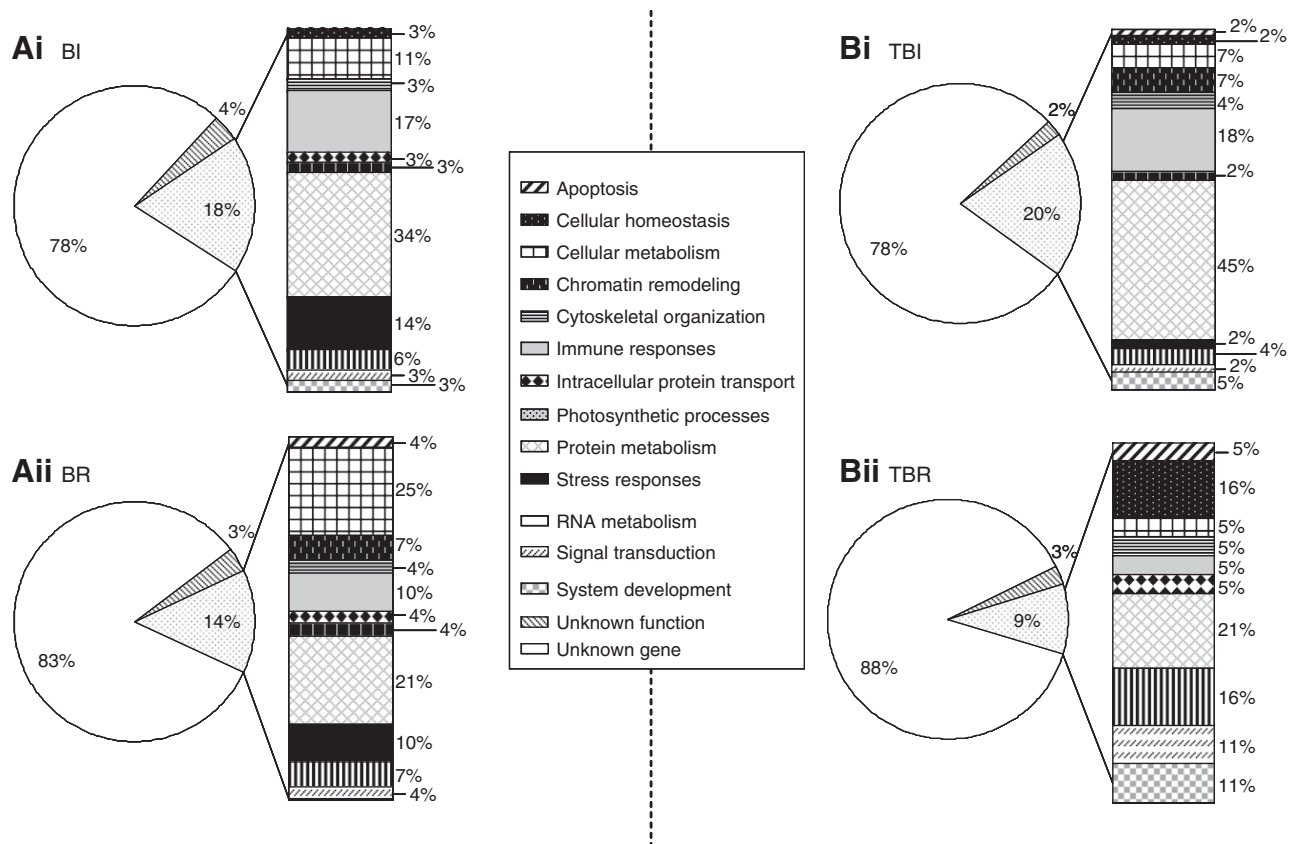 Ai BI
4%
18%
78%
3%
11%
3%
17%
3%
3%
34%
14%
6%
3%
3%
Aii BR
3%
14%
83%
4%
25%
7%
4%
10%
4%
4%
21%
10%
7%
4%
Apoptosis
Cellular homeostasis
Cellular metabolism
Chromatin remodeling
Cytoskeletal organization
Immune responses
Intracellular protein transport
Photosynthetic processes
Protein metabolism
Stress responses
RNA metabolism
Signal transduction
System development
Unknown function
Unknown gene
Bi TBI
2%
20%
78%
2%
2%
7%
7%
4%
18%
2%
45%
2%
4%
2%
5%
Bii TBR
3%
9%
88%
5%
16%
5%
5%
5%
5%
21%
16%
11%
11%